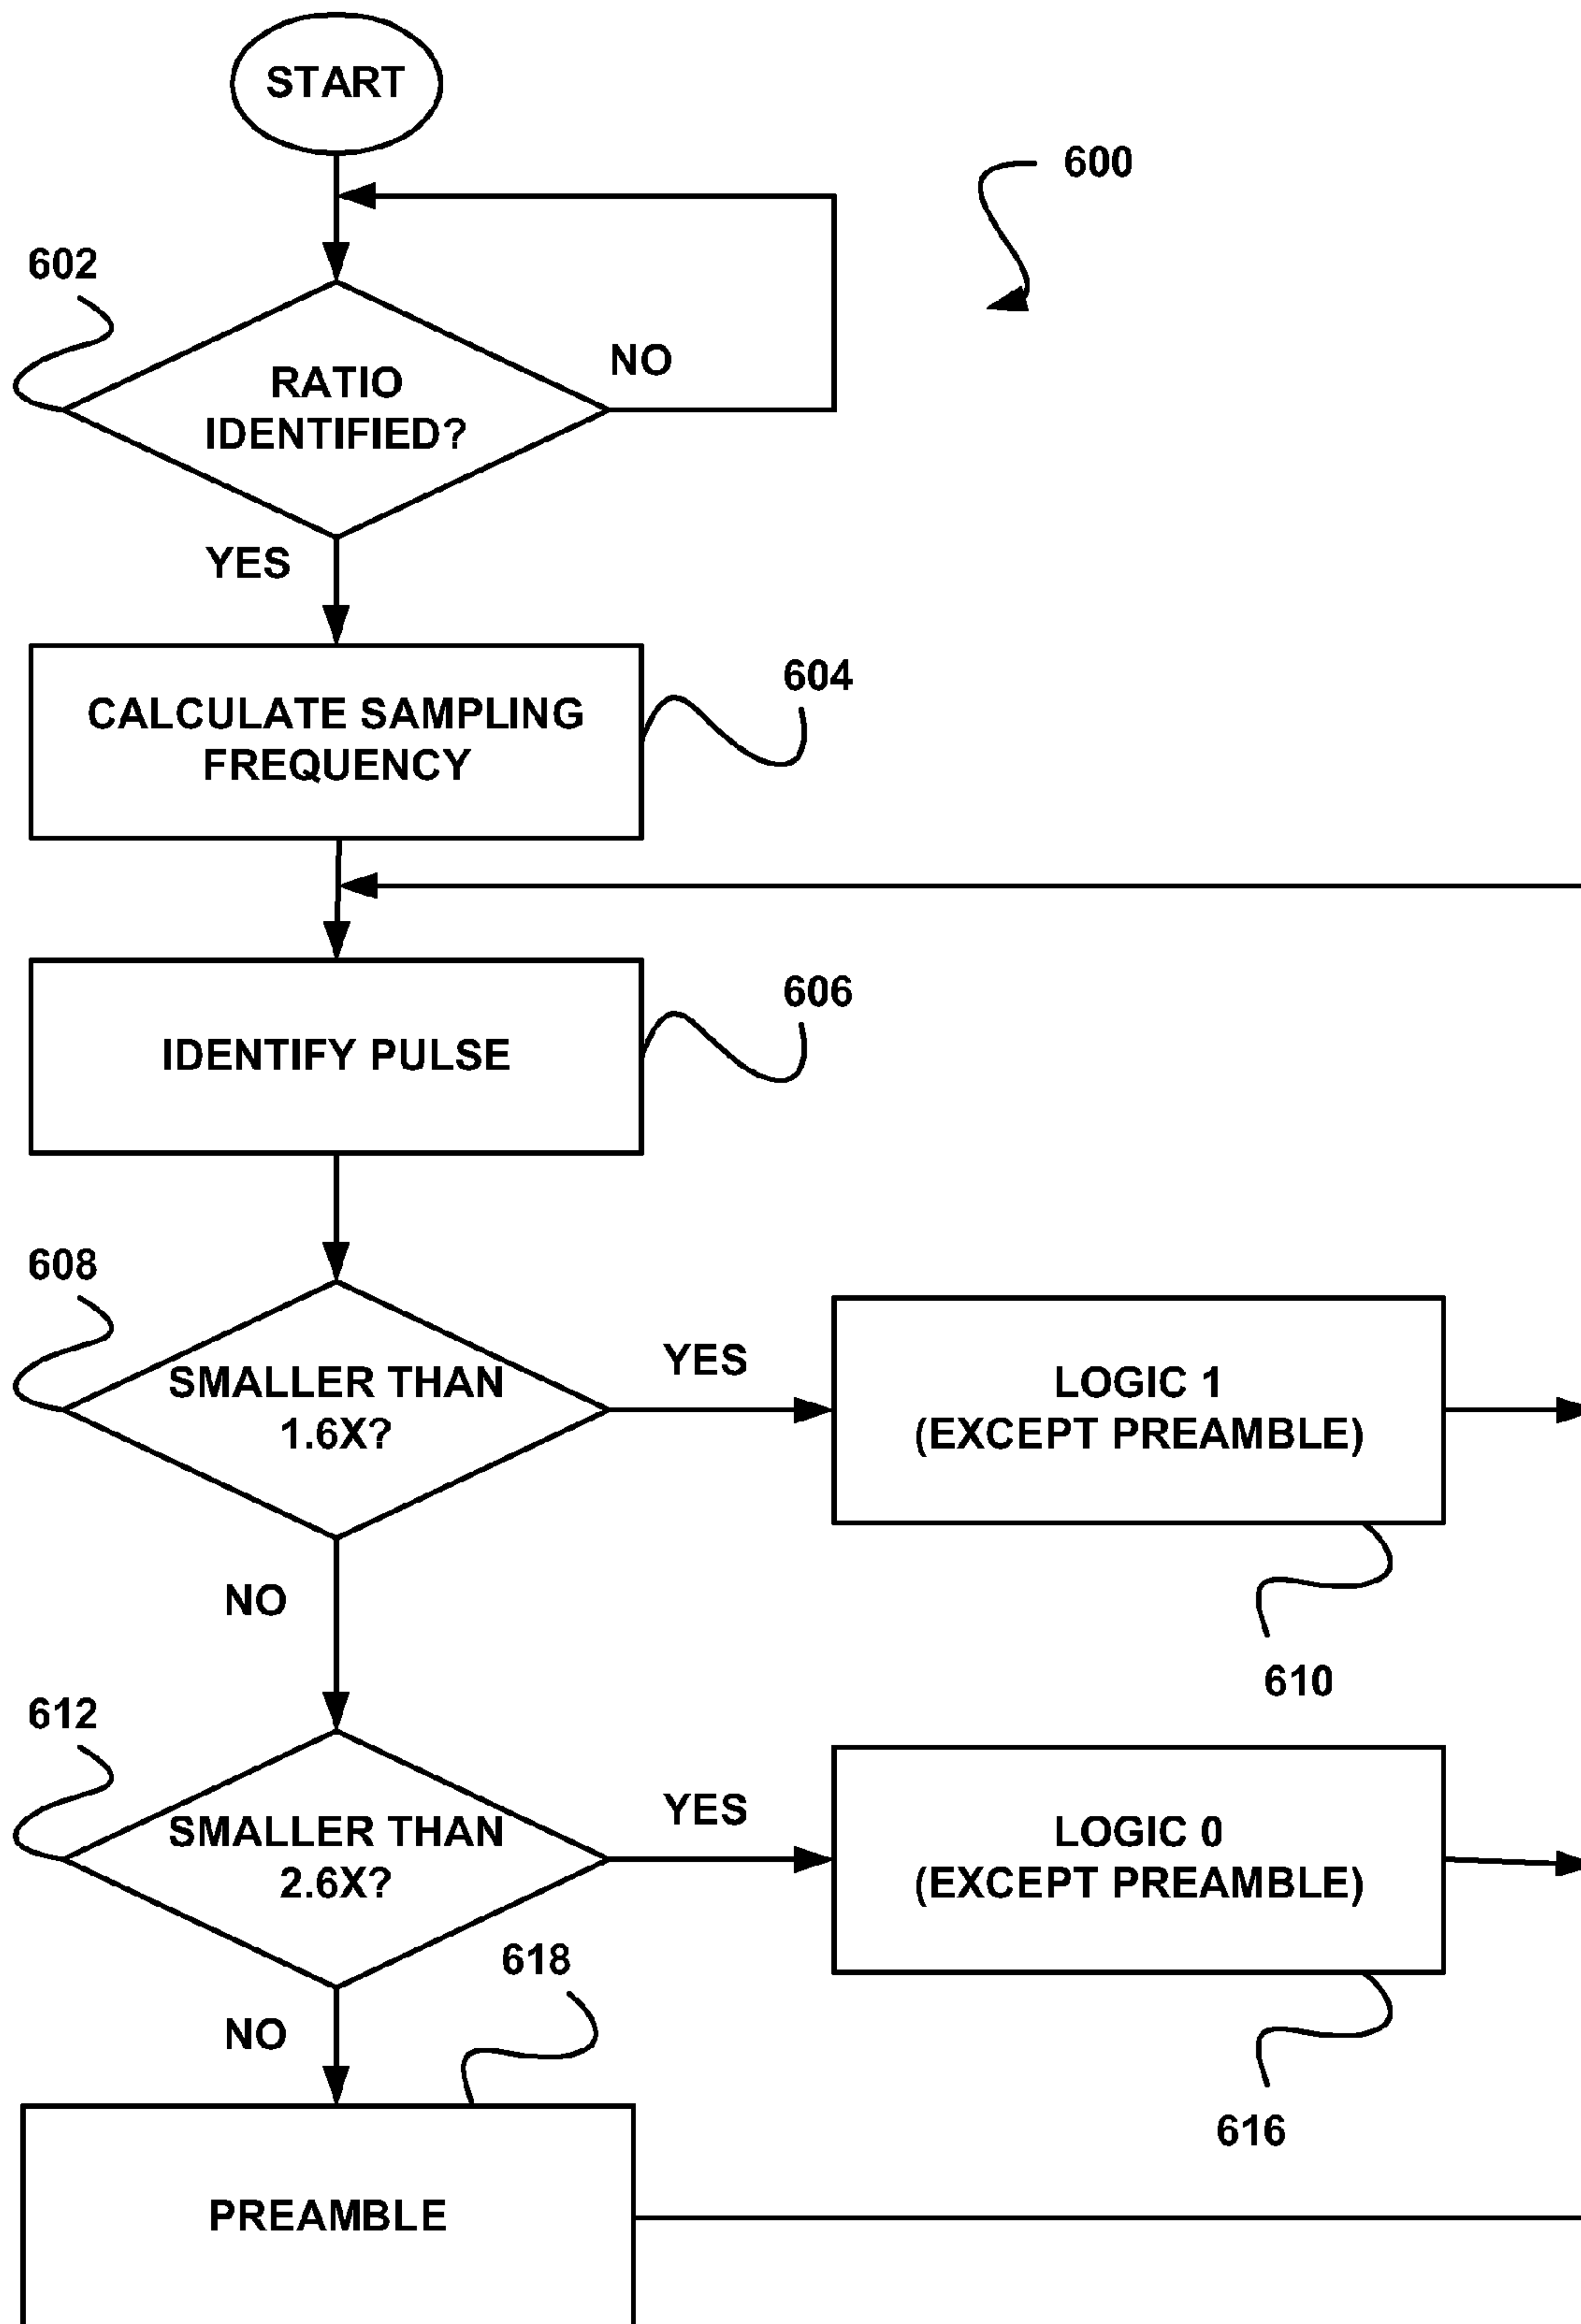 START
600
602
RATIO
IDENTIFIED?
NO
YES
CALCULATE SAMPLING
FREQUENCY
604
IDENTIFY PULSE
606
608
SMALLER THAN
1.6X?
YES
LOGIC 1
(EXCEPT PREAMBLE)
NO
610
612
SMALLER THAN
2.6X?
YES
LOGIC 0
(EXCEPT PREAMBLE)
618
NO
616
PREAMBLE